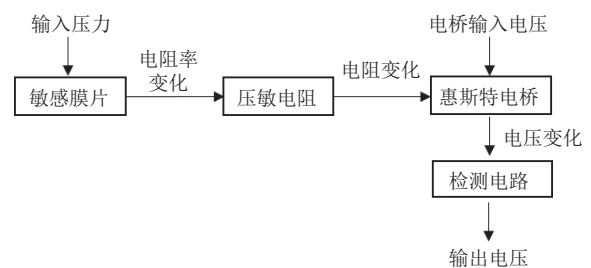 输入压力
电桥输入电压
电阻率
变化
电阻变化
敏感膜片
压敏电阻
惠斯特电桥
电压变化
检测电路
输出电压